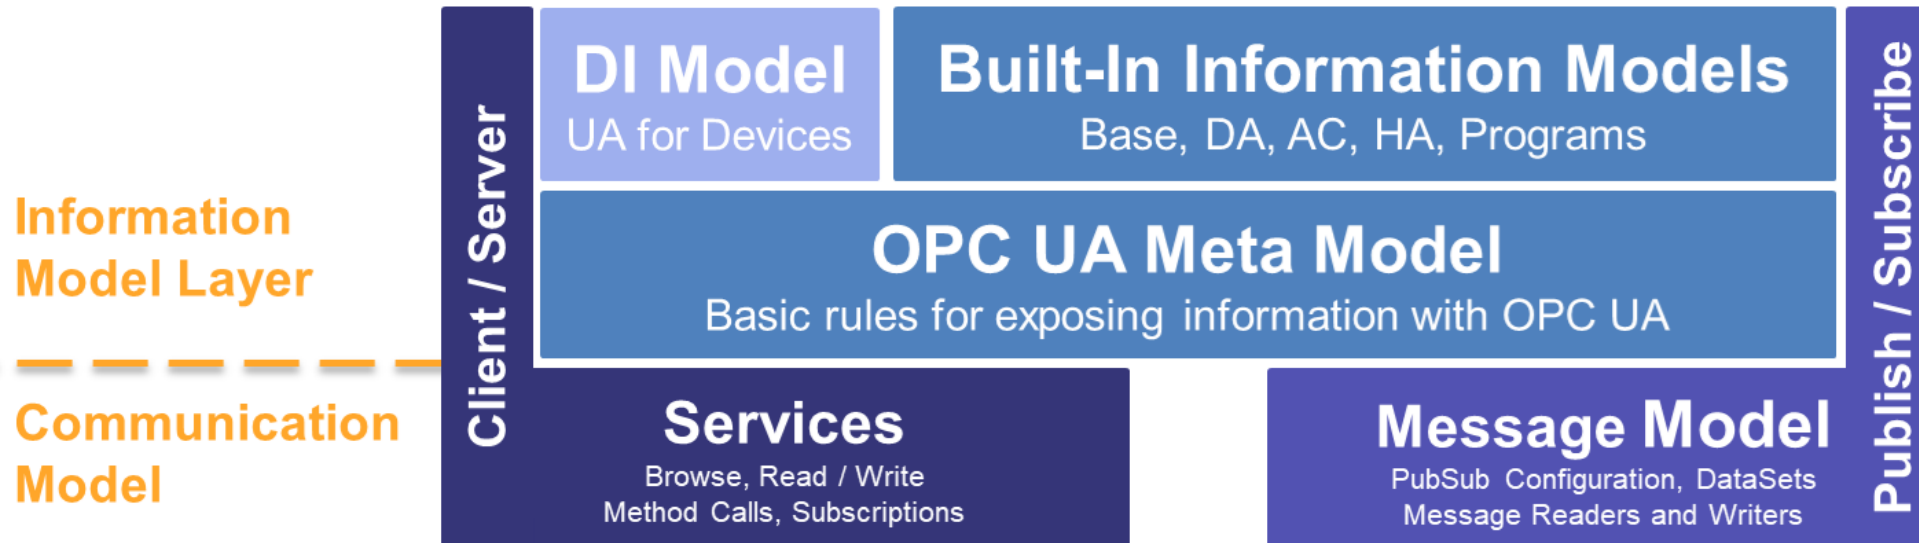 Information
Model Layer
Communication
Model
Client / Server
DI Model
UA for Devices
Built-In Information Models
Base, DA, AC, HA, Programs
OPC UA Meta Model
Basic rules for exposing information with OPC UA
Services
Browse, Read / Write
Method Calls, Subscriptions
Message Model
PubSub Configuration, DataSets
Message Readers and Writers
Publish / Subscribe